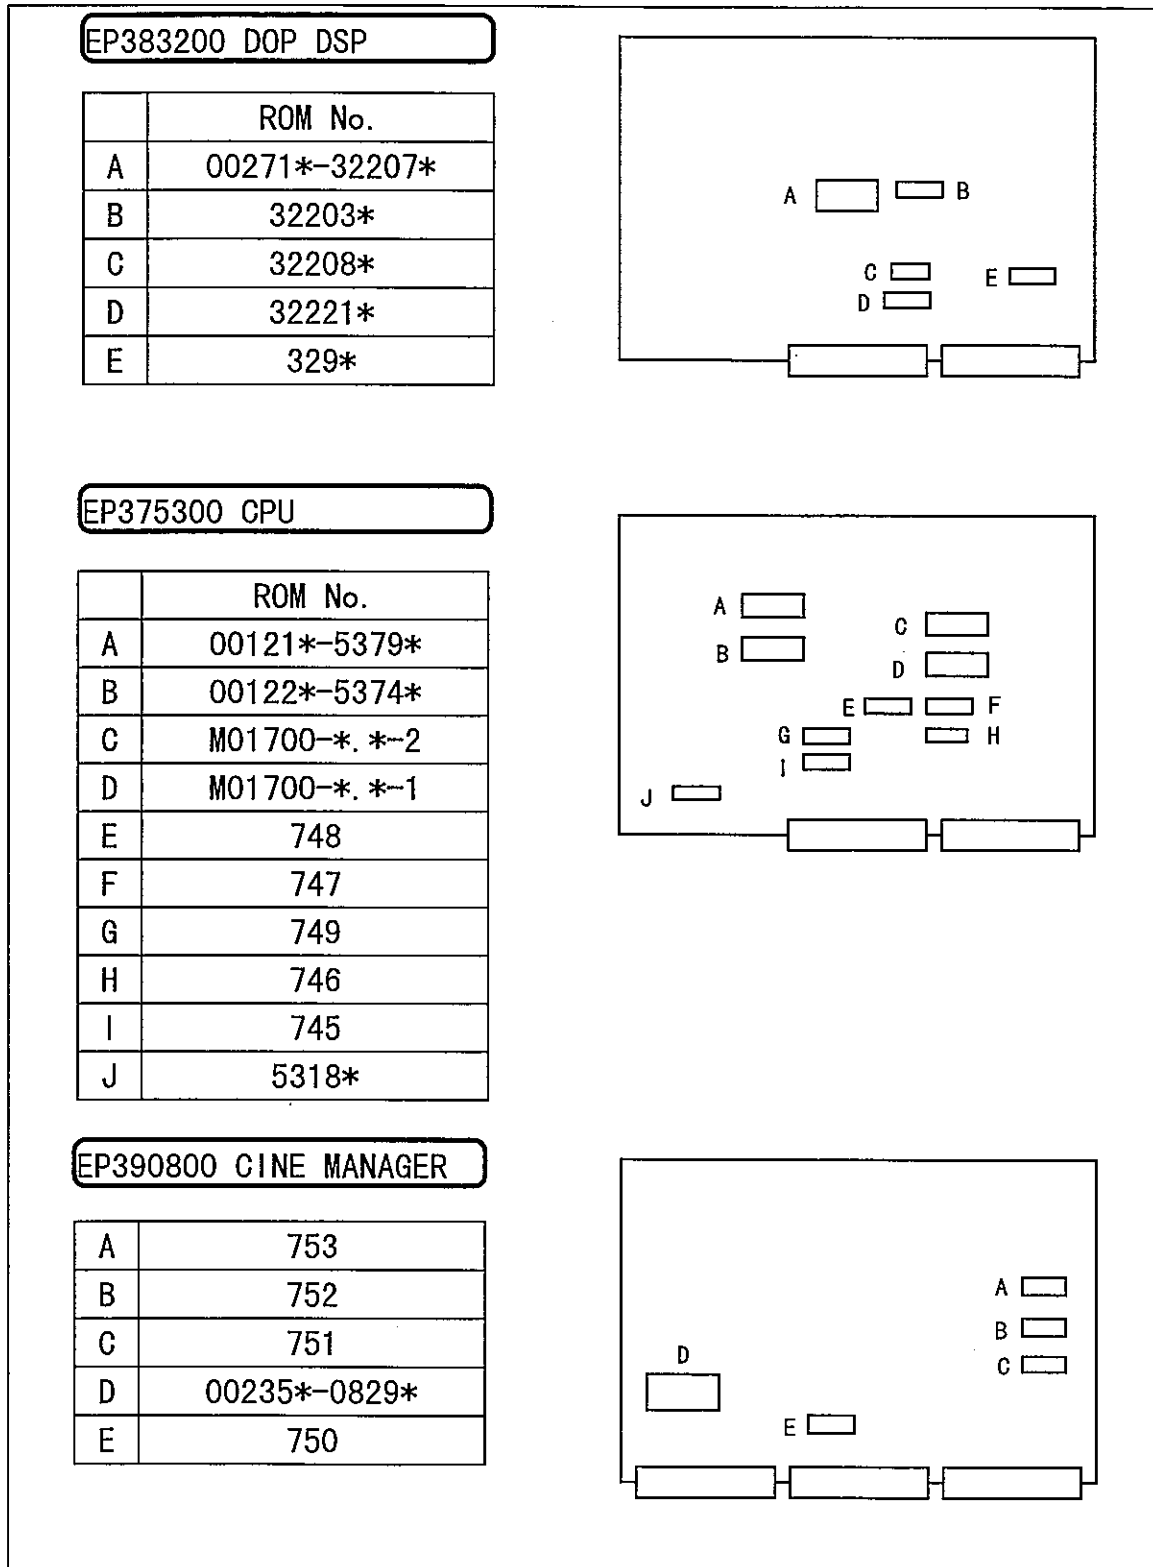 EP383200 DOP DSP
ROM No.
A 00271*-32207*
B 32203*
C 32208*
D 32221*
E 329*
A
B
C
D
E
EP375300 CPU
ROM No.
A 00121*-5379*
B 00122*-5374*
C M01700-*.*-2
D M01700-*.*-1
E 748
F 747
G 749
H 746
I 745
J 5318*
A
B
C
D
E
F
G
H
I
J
EP390800 CINE MANAGER
A 753
B 752
C 751
D 00235*-0829*
E 750
A
B
C
D
E